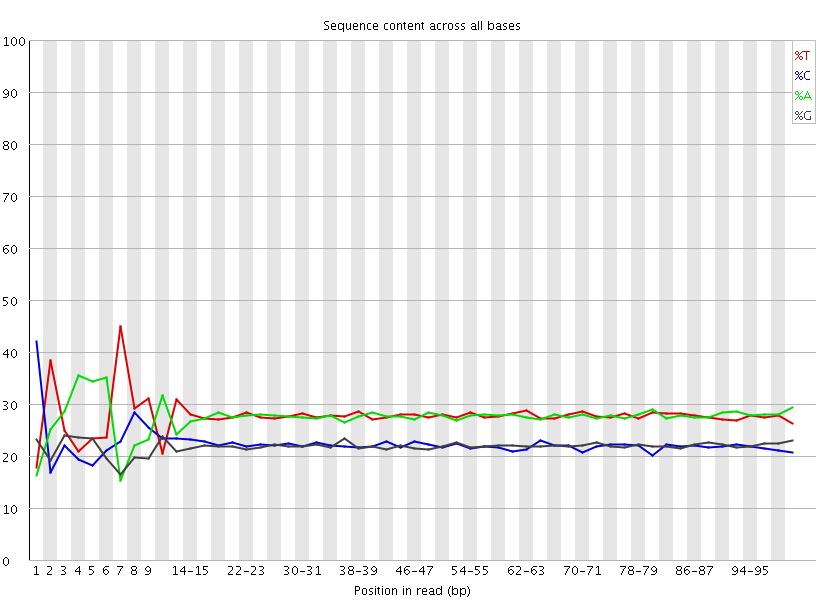 Sequence content across all bases
100
90
80
70
60
50
40
30
20
10
0
%T
%C
%A
%G
1 2 3 4 5 6 7 8 9 14-15 22-23 30-31 38-39 46-47 54-55 62-63 70-71 78-79 86-87 94-95
Position in read (bp)